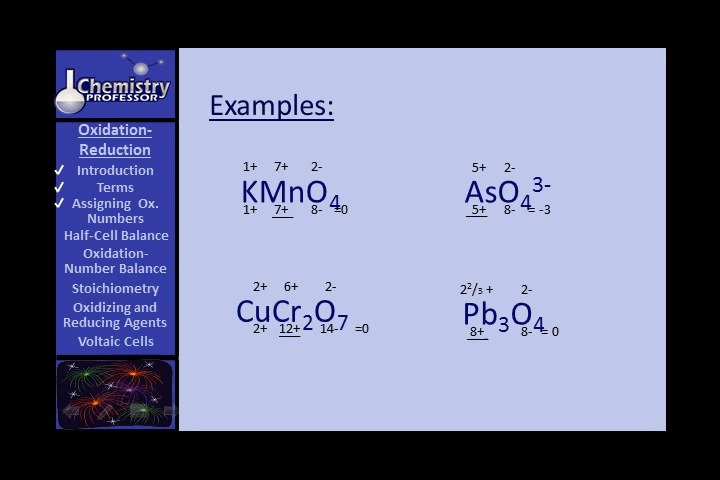 Chemistry
PROFESSOR
Oxidation-
Reduction
✓ Introduction
✓ Terms
✓ Assigning Ox.
Numbers
Half-Cell Balance
Oxidation-
Number Balance
Stoichiometry
Oxidizing and
Reducing Agents
Voltaic Cells
Examples:
1+ 7+ 2-
KMnO₄
1+ 7+ 8- =0
5+ 2-
AsO₄³⁻
5+ 8- = -3
2+ 6+ 2-
CuCr₂O₇
2+ 12+ 14- =0
2²/₃ + 2-
Pb₃O₄
8+ 8- = 0